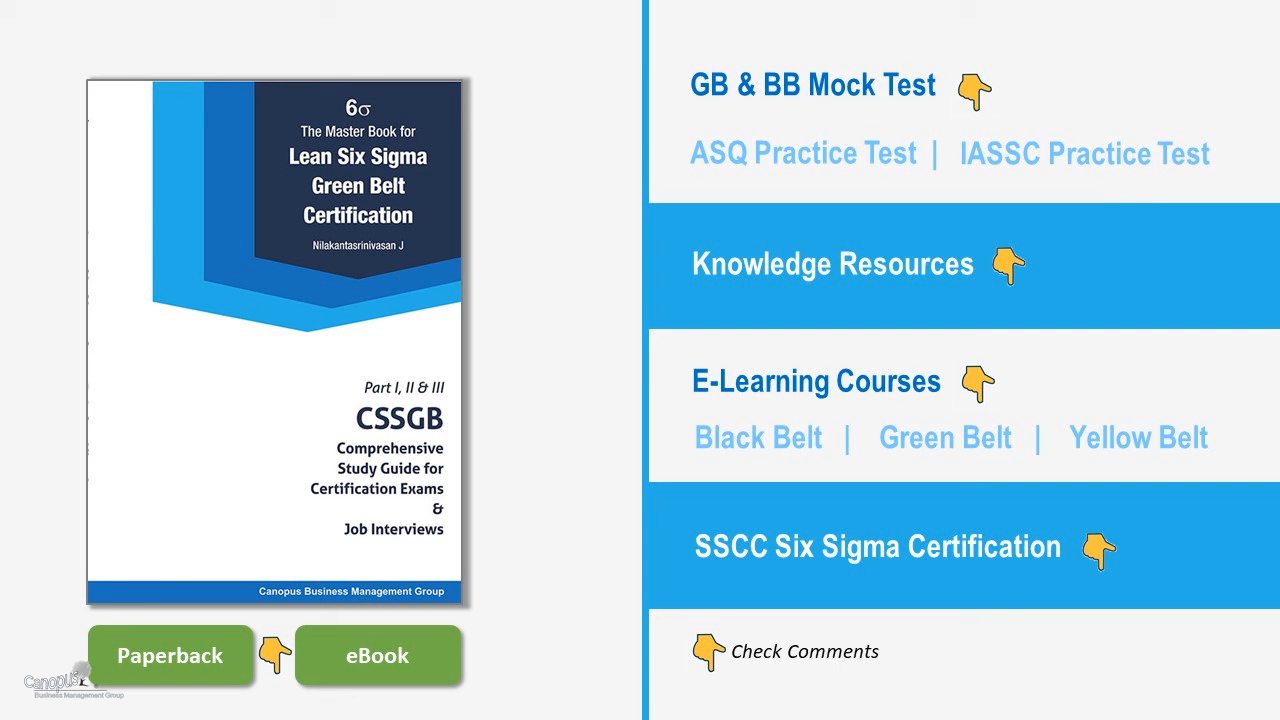 6σ
The Master Book for
Lean Six Sigma
Green Belt
Certification
Nilakantasrinivasan J
Part I, II & III
CSSGB
Comprehensive
Study Guide for
Certification Exams
&
Job Interviews
Canopus Business Management Group
Paperback
eBook
Canopus
Business Management Group
GB & BB Mock Test
ASQ Practice Test | IASSC Practice Test
Knowledge Resources
E-Learning Courses
Black Belt | Green Belt | Yellow Belt
SSCC Six Sigma Certification
Check Comments